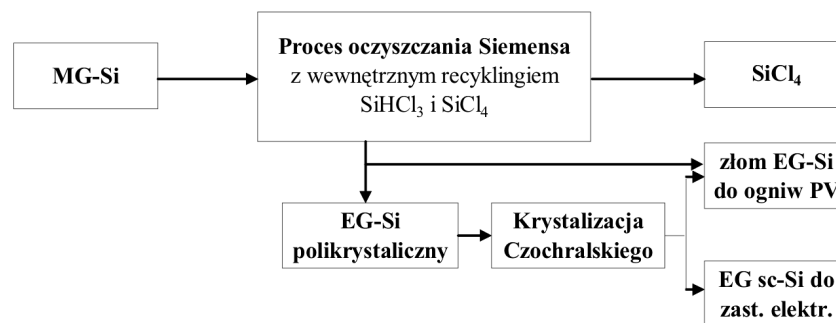 MG-Si
Proces oczyszczania Siemensa
z wewnętrznym recyklingiem
SiHCl₃ i SiCl₄
SiCl₄
złom EG-Si
do ogniw PV
EG-Si
polikrystaliczny
Krystalizacja
Czochralskiego
EG sc-Si do
zast. elektr.